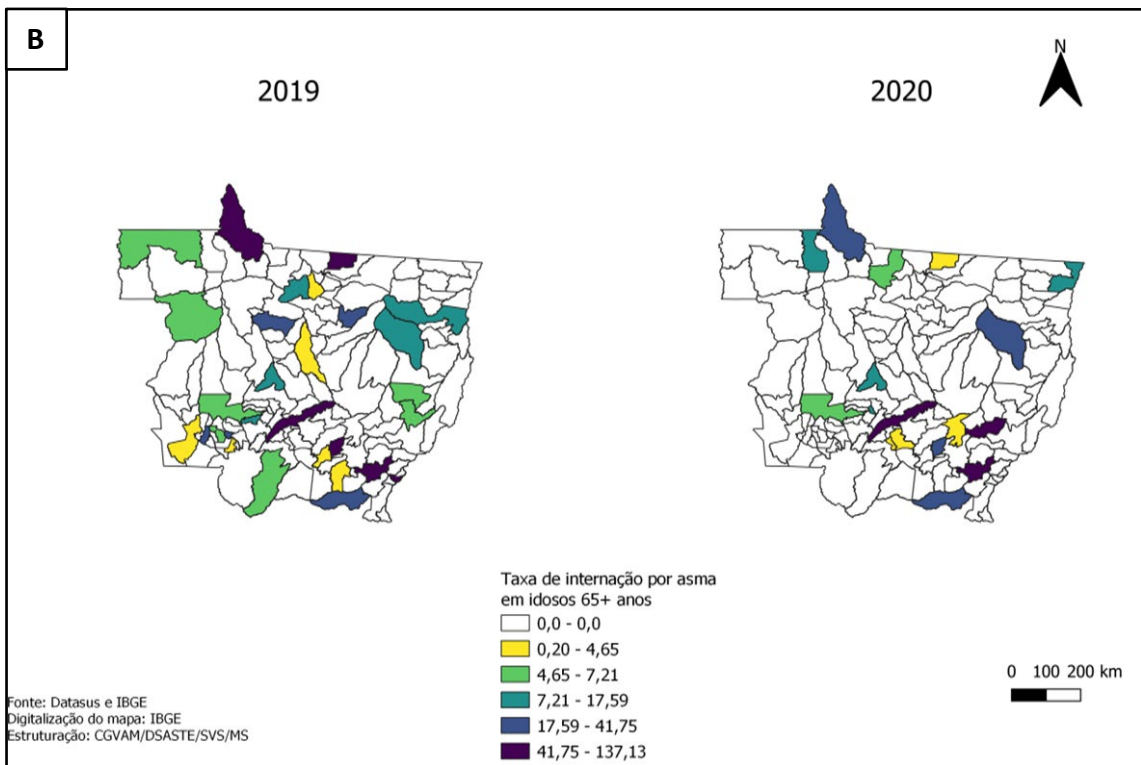 B
N
2019
2020
Taxa de internação por asma
em idosos 65+ anos
0,0 - 0,0
0,20 - 4,65
4,65 - 7,21
7,21 - 17,59
17,59 - 41,75
41,75 - 137,13
0 100 200 km
Fonte: Datasus e IBGE
Digitalização do mapa: IBGE
Estruturação: CGVAM/DSASTE/SVS/MS